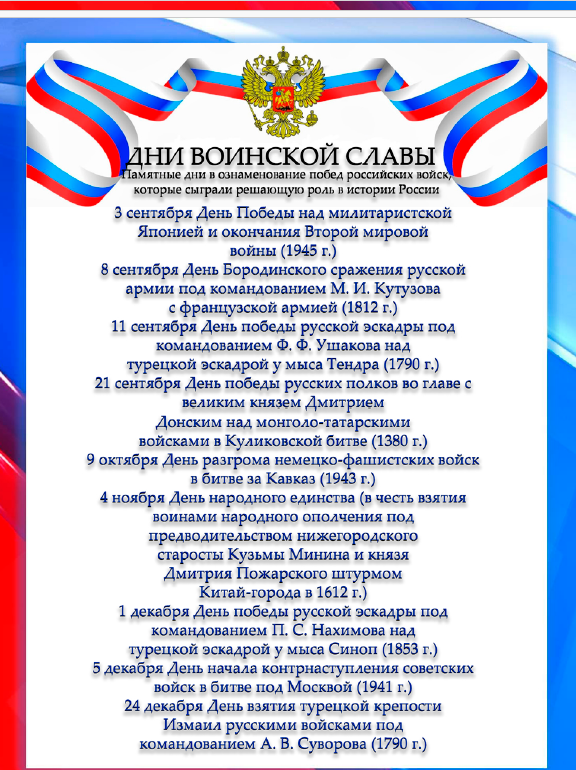 ДНИ ВОИНСКОЙ СЛАВЫ
Памятные дни в ознаменование побед российских войск,
которые сыграли решающую роль в истории России
3 сентября День Победы над милитаристской
Японией и окончания Второй мировой
войны (1945 г.)
8 сентября День Бородинского сражения русской
армии под командованием М. И. Кутузова
с французской армией (1812 г.)
11 сентября День победы русской эскадры под
командованием Ф. Ф. Ушакова над
турецкой эскадрой у мыса Тендра (1790 г.)
21 сентября День победы русских полков во главе с
великим князем Дмитрием
Донским над монголо-татарскими
войсками в Куликовской битве (1380 г.)
9 октября День разгрома немецко-фашистских войск
в битве за Кавказ (1943 г.)
4 ноября День народного единства (в честь взятия
воинами народного ополчения под
предводительством нижегородского
старосты Кузьмы Минина и князя
Дмитрия Пожарского штурмом
Китай-города в 1612 г.)
1 декабря День победы русской эскадры под
командованием П. С. Нахимова над
турецкой эскадрой у мыса Синоп (1853 г.)
5 декабря День начала контрнаступления советских
войск в битве под Москвой (1941 г.)
24 декабря День взятия турецкой крепости
Измаил русскими войсками под
командованием А. В. Суворова (1790 г.)